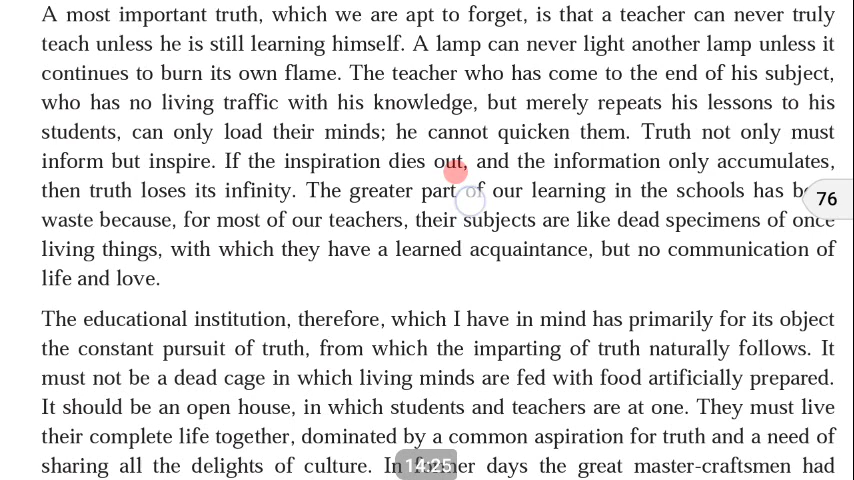 A most important truth, which we are apt to forget, is that a teacher can never truly
teach unless he is still learning himself. A lamp can never light another lamp unless it
continues to burn its own flame. The teacher who has come to the end of his subject,
who has no living traffic with his knowledge, but merely repeats his lessons to his
students, can only load their minds; he cannot quicken them. Truth not only must
inform but inspire. If the inspiration dies out, and the information only accumulates,
then truth loses its infinity. The greater part of our learning in the schools has
76
waste because, for most of our teachers, their subjects are like dead specimens of once
living things, with which they have a learned acquaintance, but no communication of
life and love.
The educational institution, therefore, which I have in mind has primarily for its object
the constant pursuit of truth, from which the imparting of truth naturally follows. It
must not be a dead cage in which living minds are fed with food artificially prepared.
It should be an open house, in which students and teachers are at one. They must live
their complete life together, dominated by a common aspiration for truth and a need of
sharing all the delights of culture. In days the great master-craftsmen had
14:25